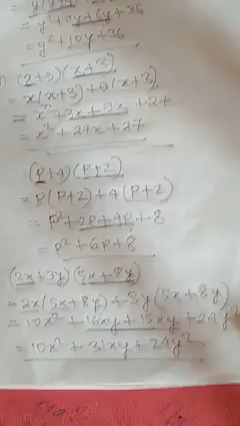 = y² + 4y + 6y + 36
= y² + 10y + 36
(x+9)(x+3)
= x(x+3) + 9(x+3)
= x² + 3x + 9x + 27
= x² + 27x + 27
(P+4)(P+2)
= P(P+2) + 4(P+2)
= P² + 2P + 4P + 8
= P² + 6P + 8
(2x+3y)(5x+8y)
= 2x(5x+8y) + 3y(5x+8y)
= 10x² + 16xy + 15xy + 24y²
= 10x² + 31xy + 24y²